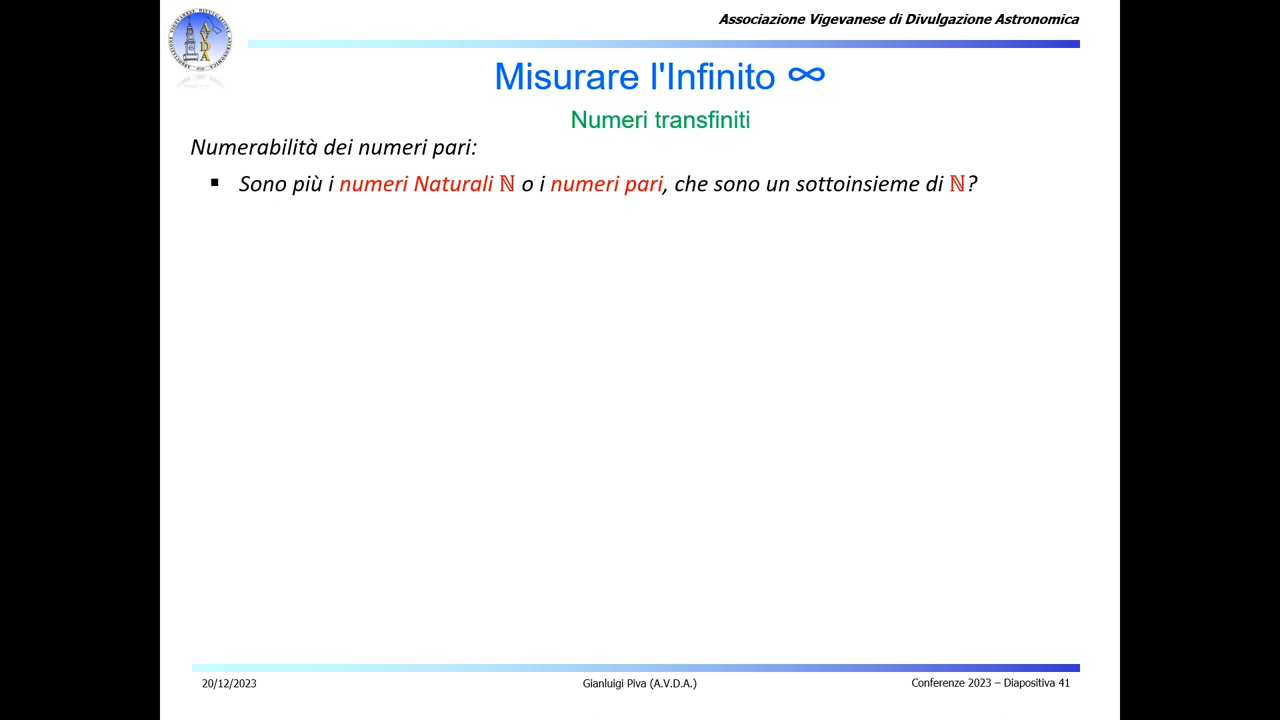 Associazione Vigevanese di Divulgazione Astronomica
AVDA
Misurare l'Infinito ∞
Numeri transfiniti
Numerabilità dei numeri pari:
▪ Sono più i numeri Naturali ℕ o i numeri pari, che sono un sottoinsieme di ℕ?
20/12/2023
Gianluigi Piva (A.V.D.A.)
Conferenze 2023 – Diapositiva 41